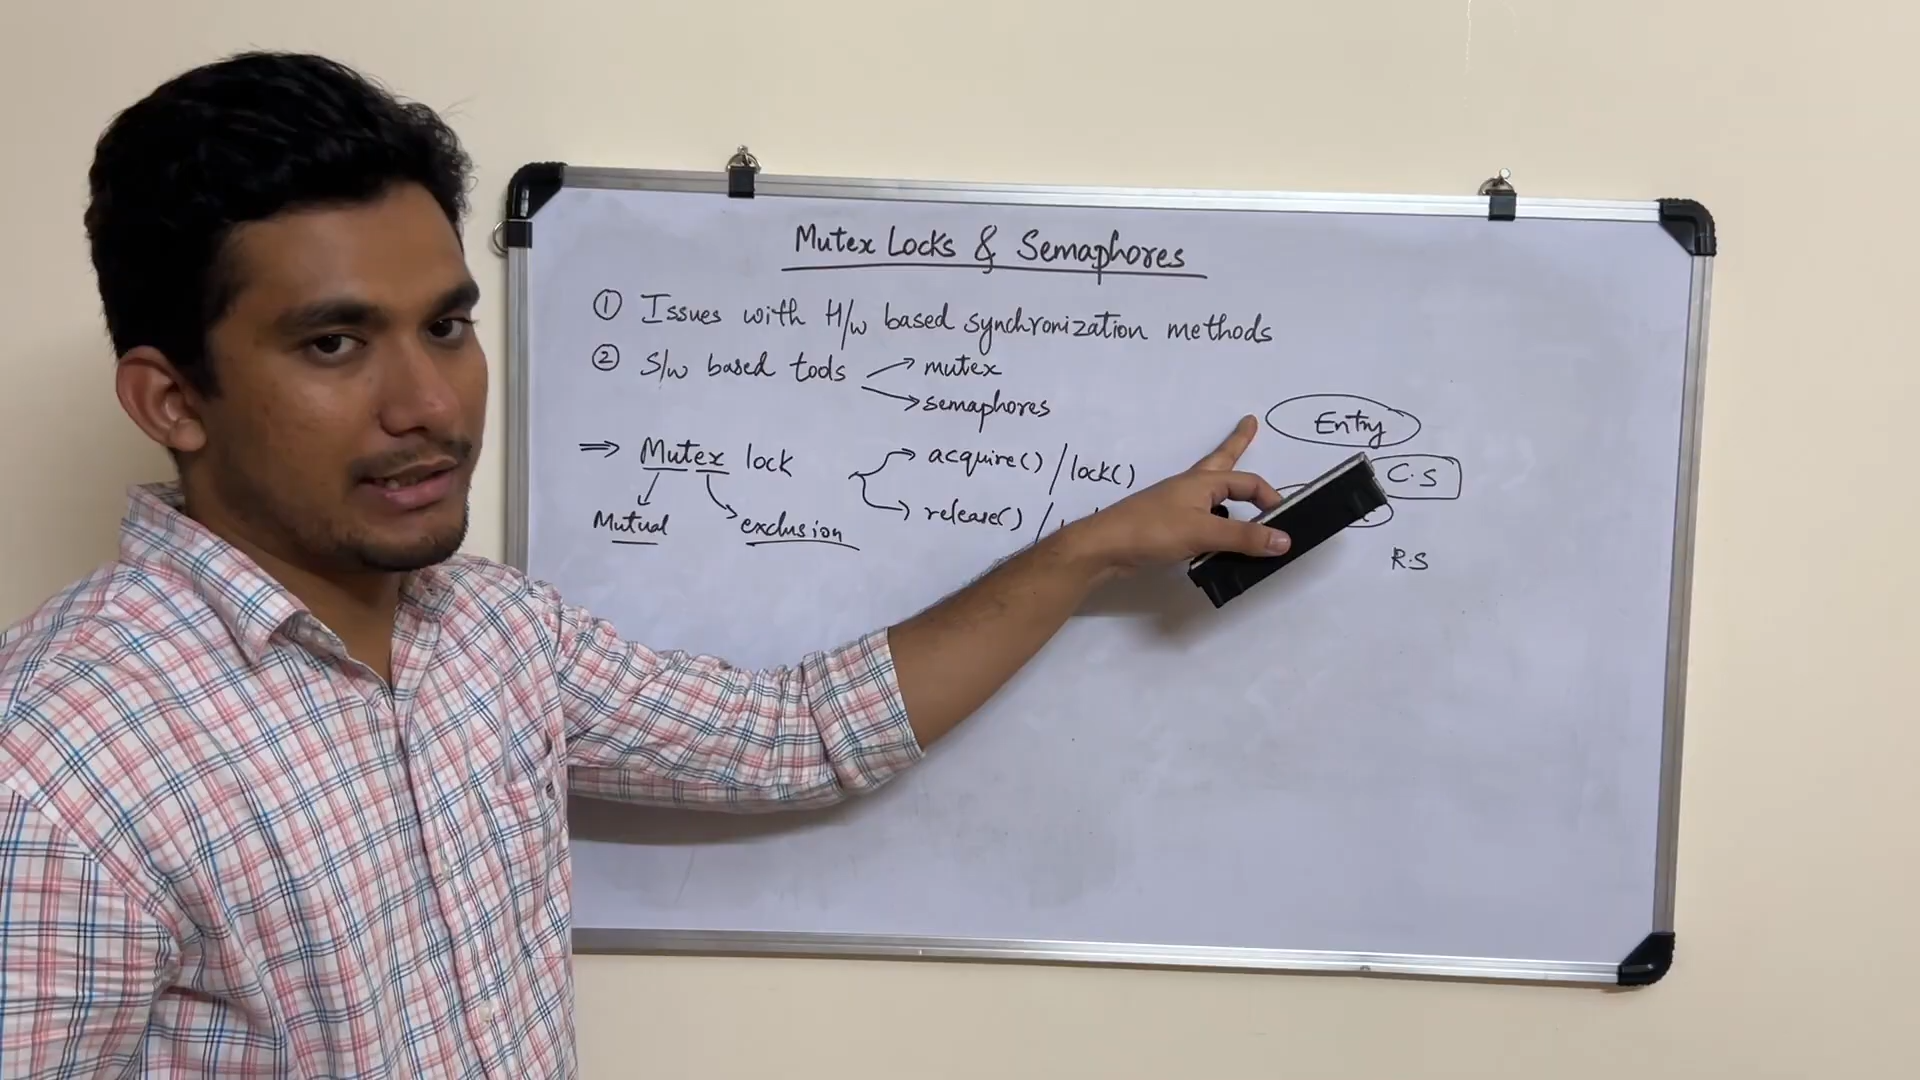 Mutex Locks & Semaphores
① Issues with H/w based synchronization methods
② S/w based tools → mutex
→ semaphores
⇒ Mutex lock
Mutual exclusion
→ acquire() / lock()
→ release() /
Entry
C.S
R.S